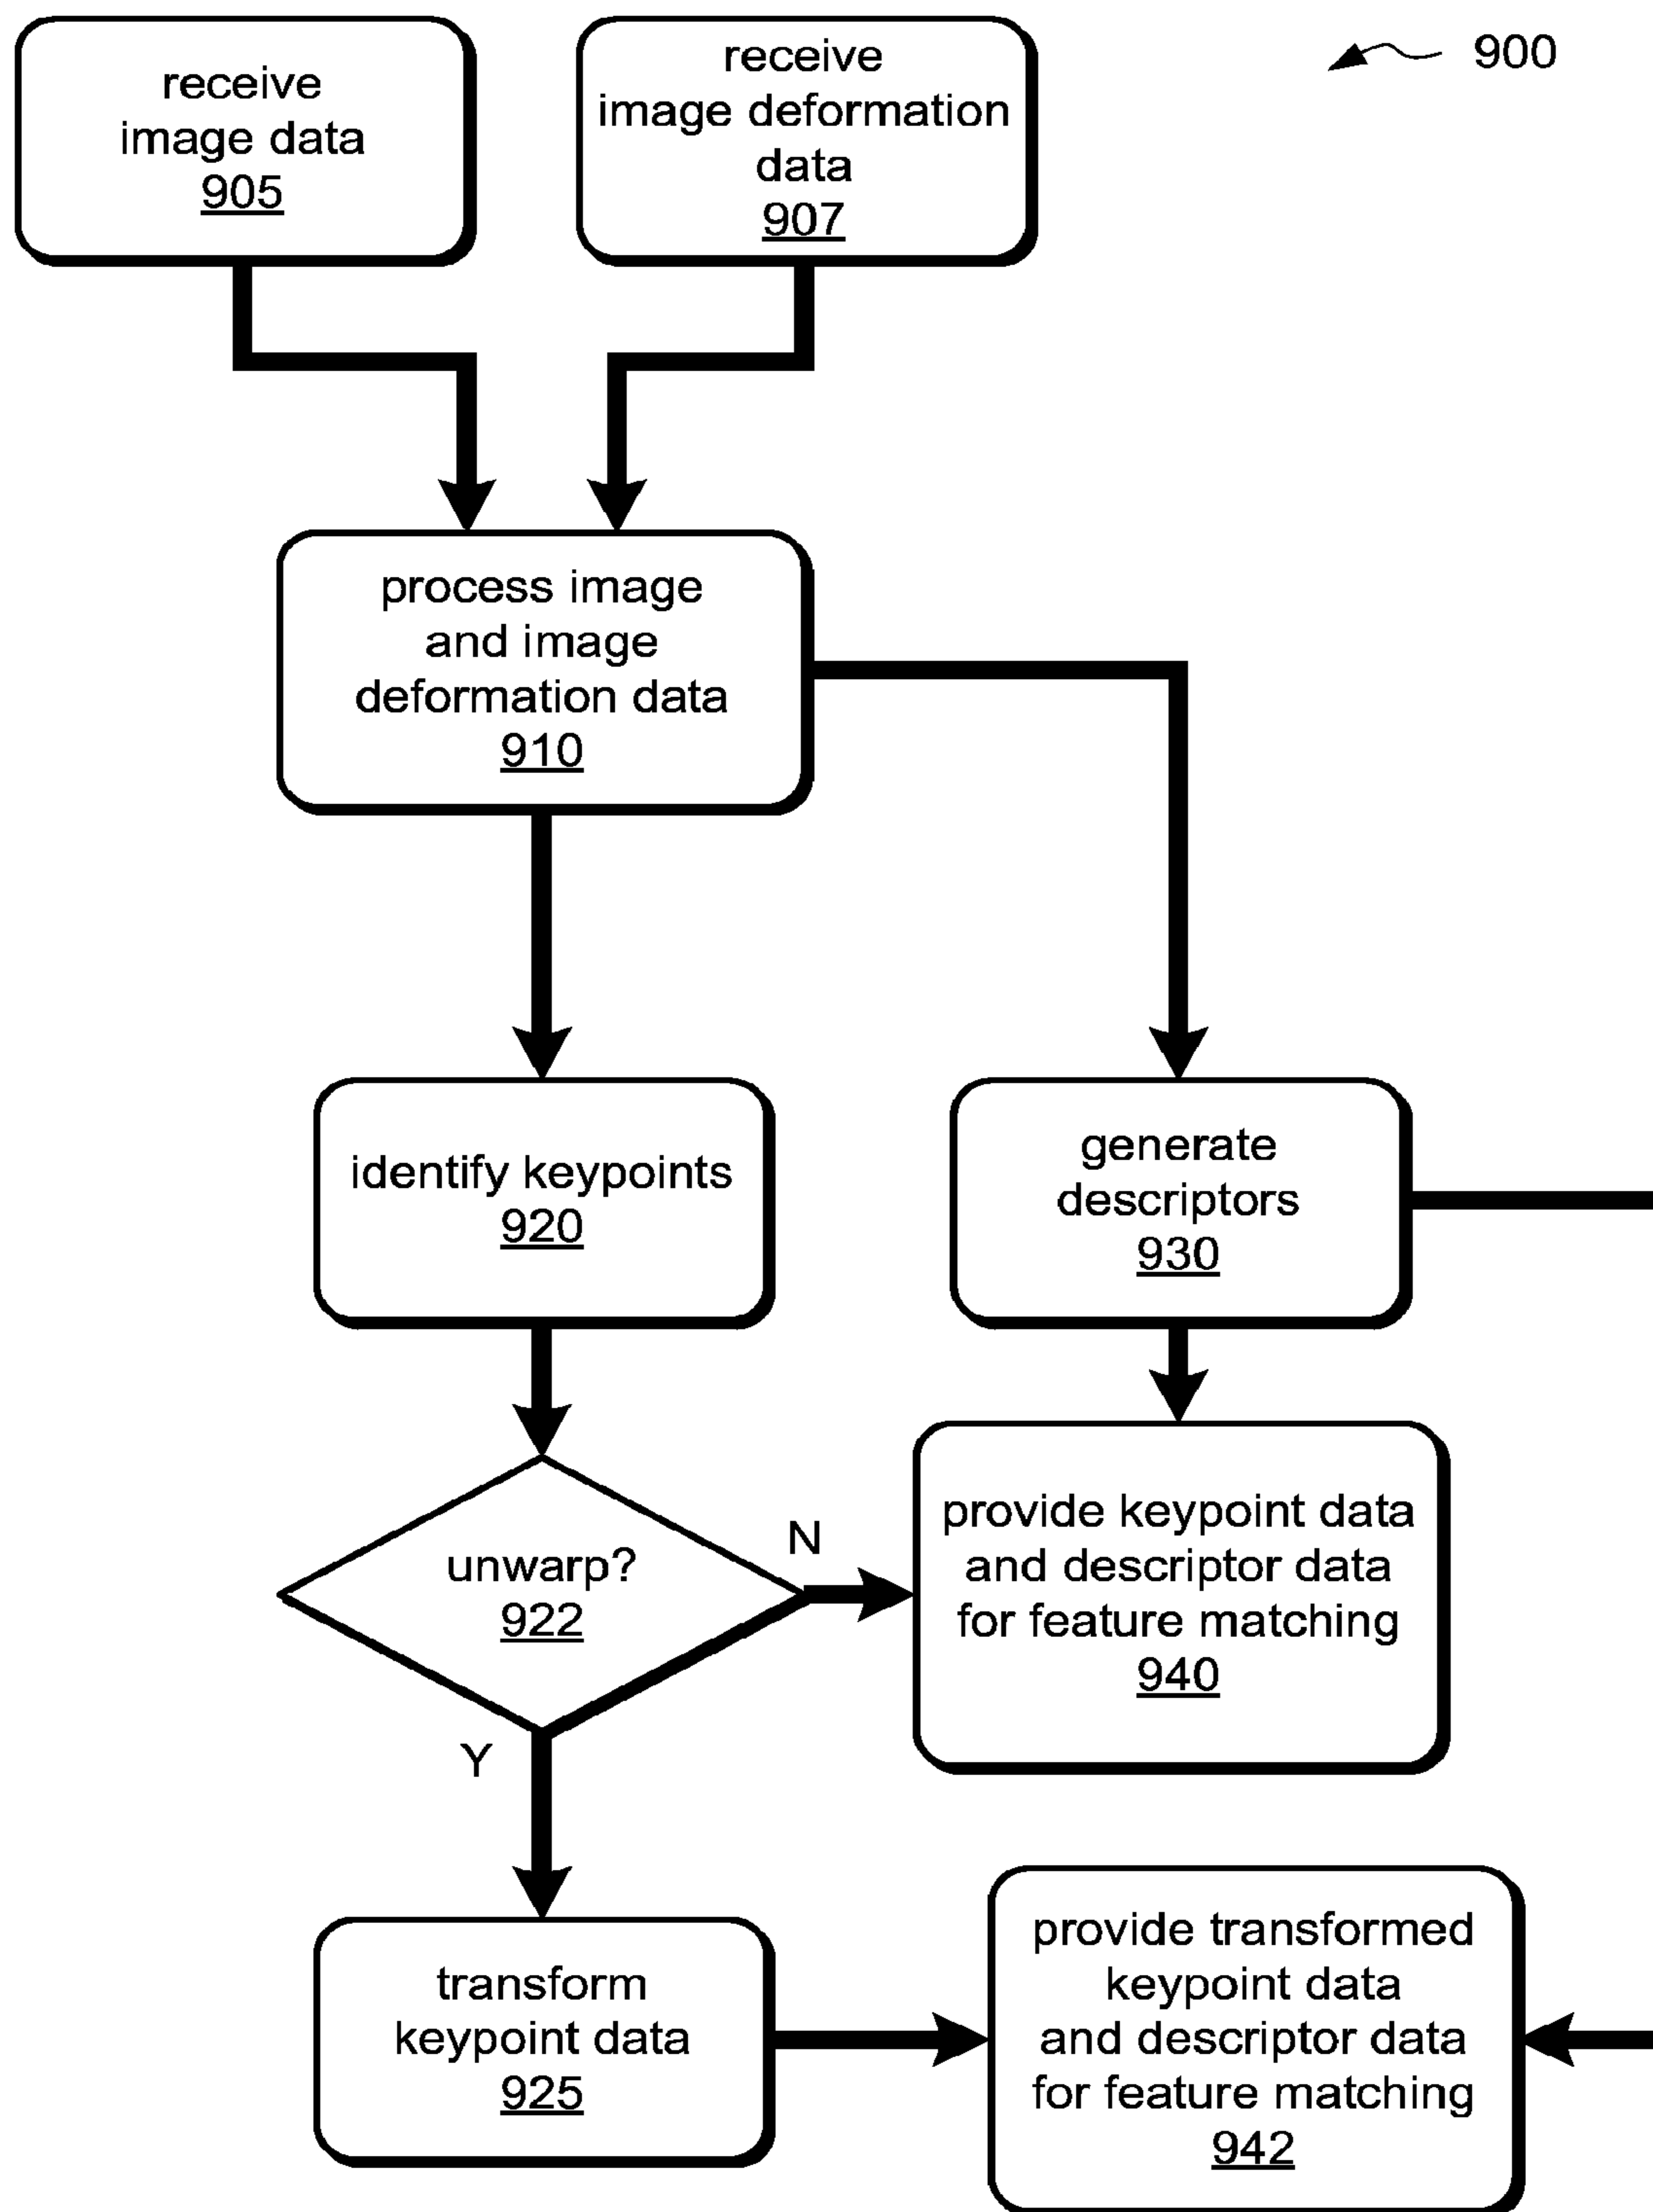 receive
image data
905
receive
image deformation
data
907
900
process image
and image
deformation data
910
identify keypoints
920
generate
descriptors
930
unwarp?
922
N
Y
provide keypoint data
and descriptor data
for feature matching
940
transform
keypoint data
925
provide transformed
keypoint data
and descriptor data
for feature matching
942